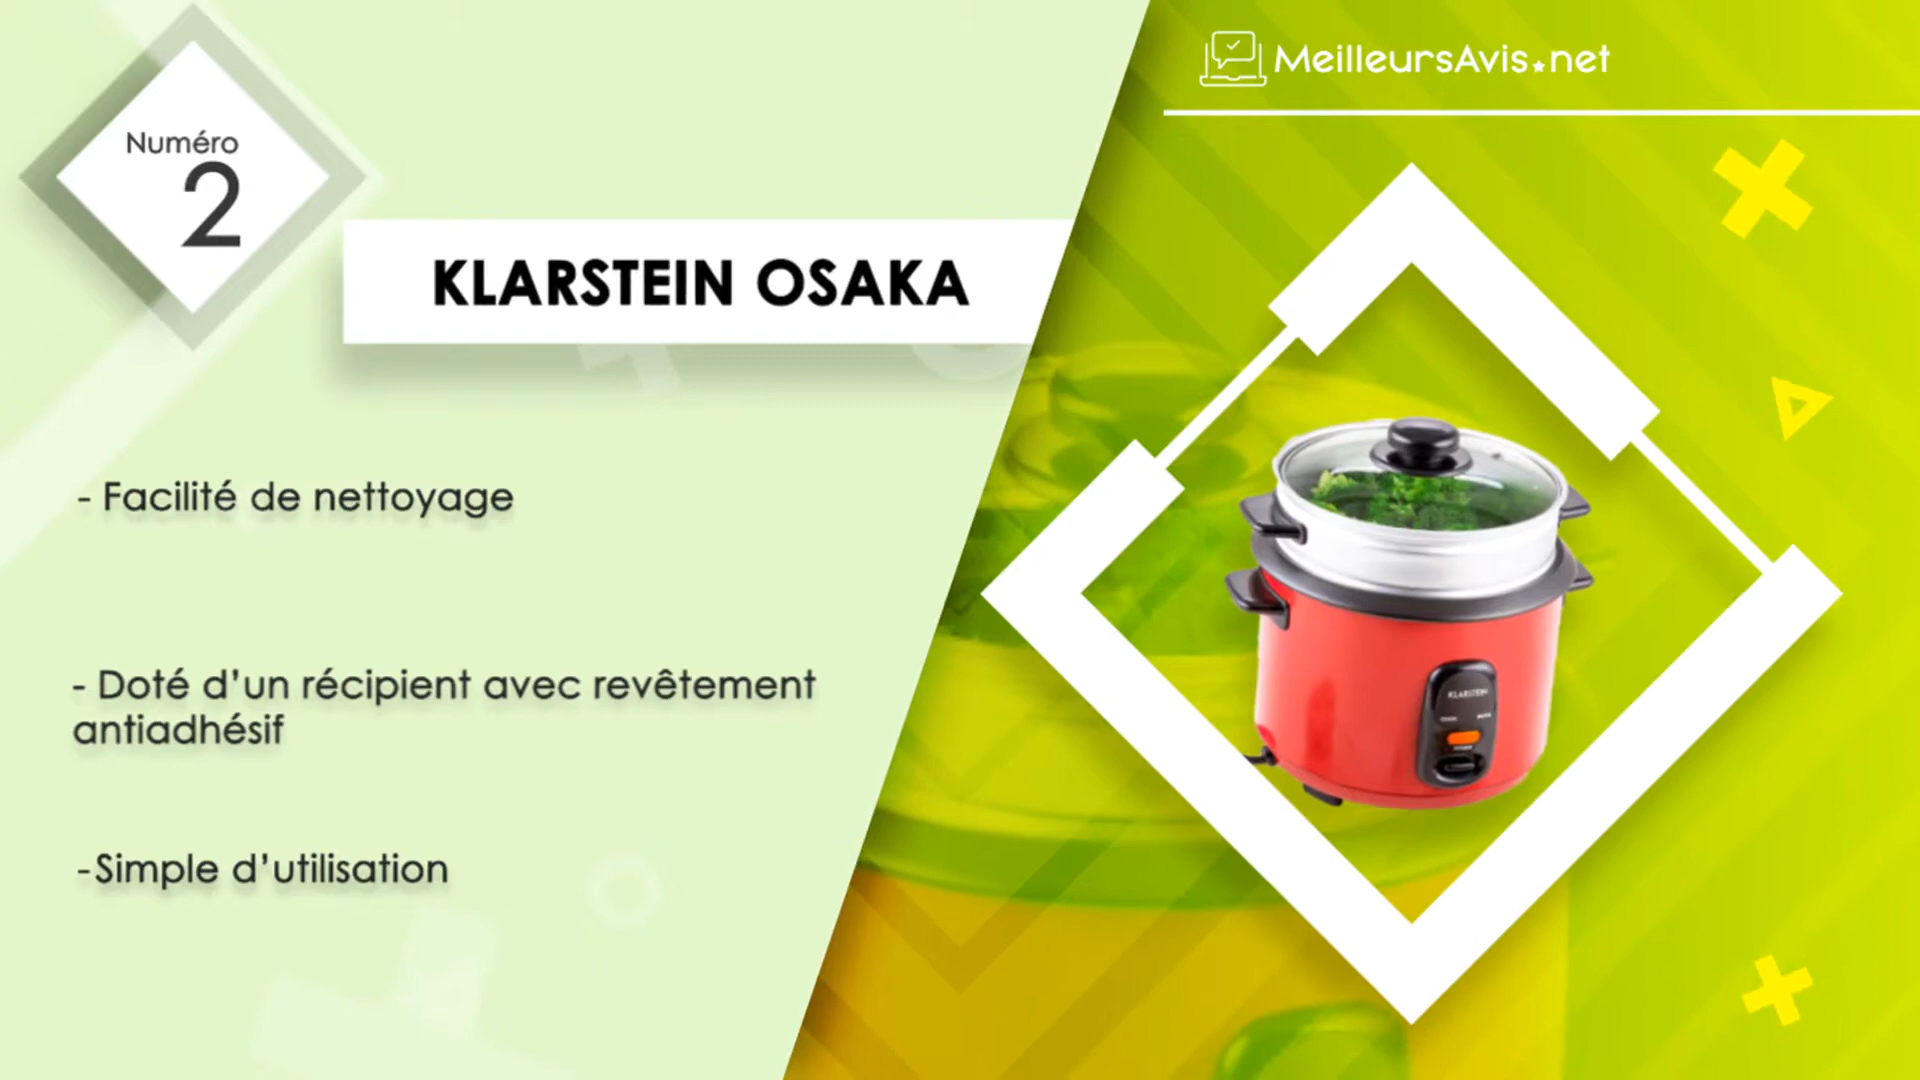 MeilleursAvis.net
Numéro
2
KLARSTEIN OSAKA
- Facilité de nettoyage
- Doté d’un récipient avec revêtement
antiadhésif
-Simple d’utilisation
KLARSTEIN